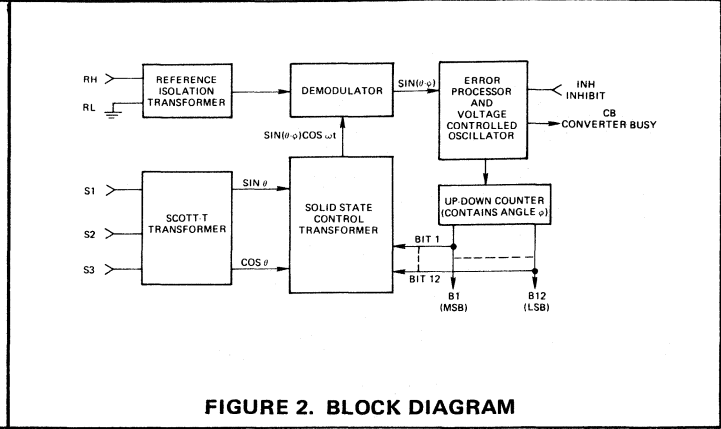 RH
RL
REFERENCE
ISOLATION
TRANSFORMER
DEMODULATOR
SIN(θ-φ)
ERROR
PROCESSOR
AND
VOLTAGE
CONTROLLED
OSCILLATOR
INH
INHIBIT
CB
CONVERTER BUSY
SIN(θ-φ)COS ωt
S1
S2
S3
SCOTT-T
TRANSFORMER
SIN θ
COS θ
SOLID STATE
CONTROL
TRANSFORMER
UP-DOWN COUNTER
(CONTAINS ANGLE φ)
BIT 1
BIT 12
B1
(MSB)
B12
(LSB)
FIGURE 2. BLOCK DIAGRAM